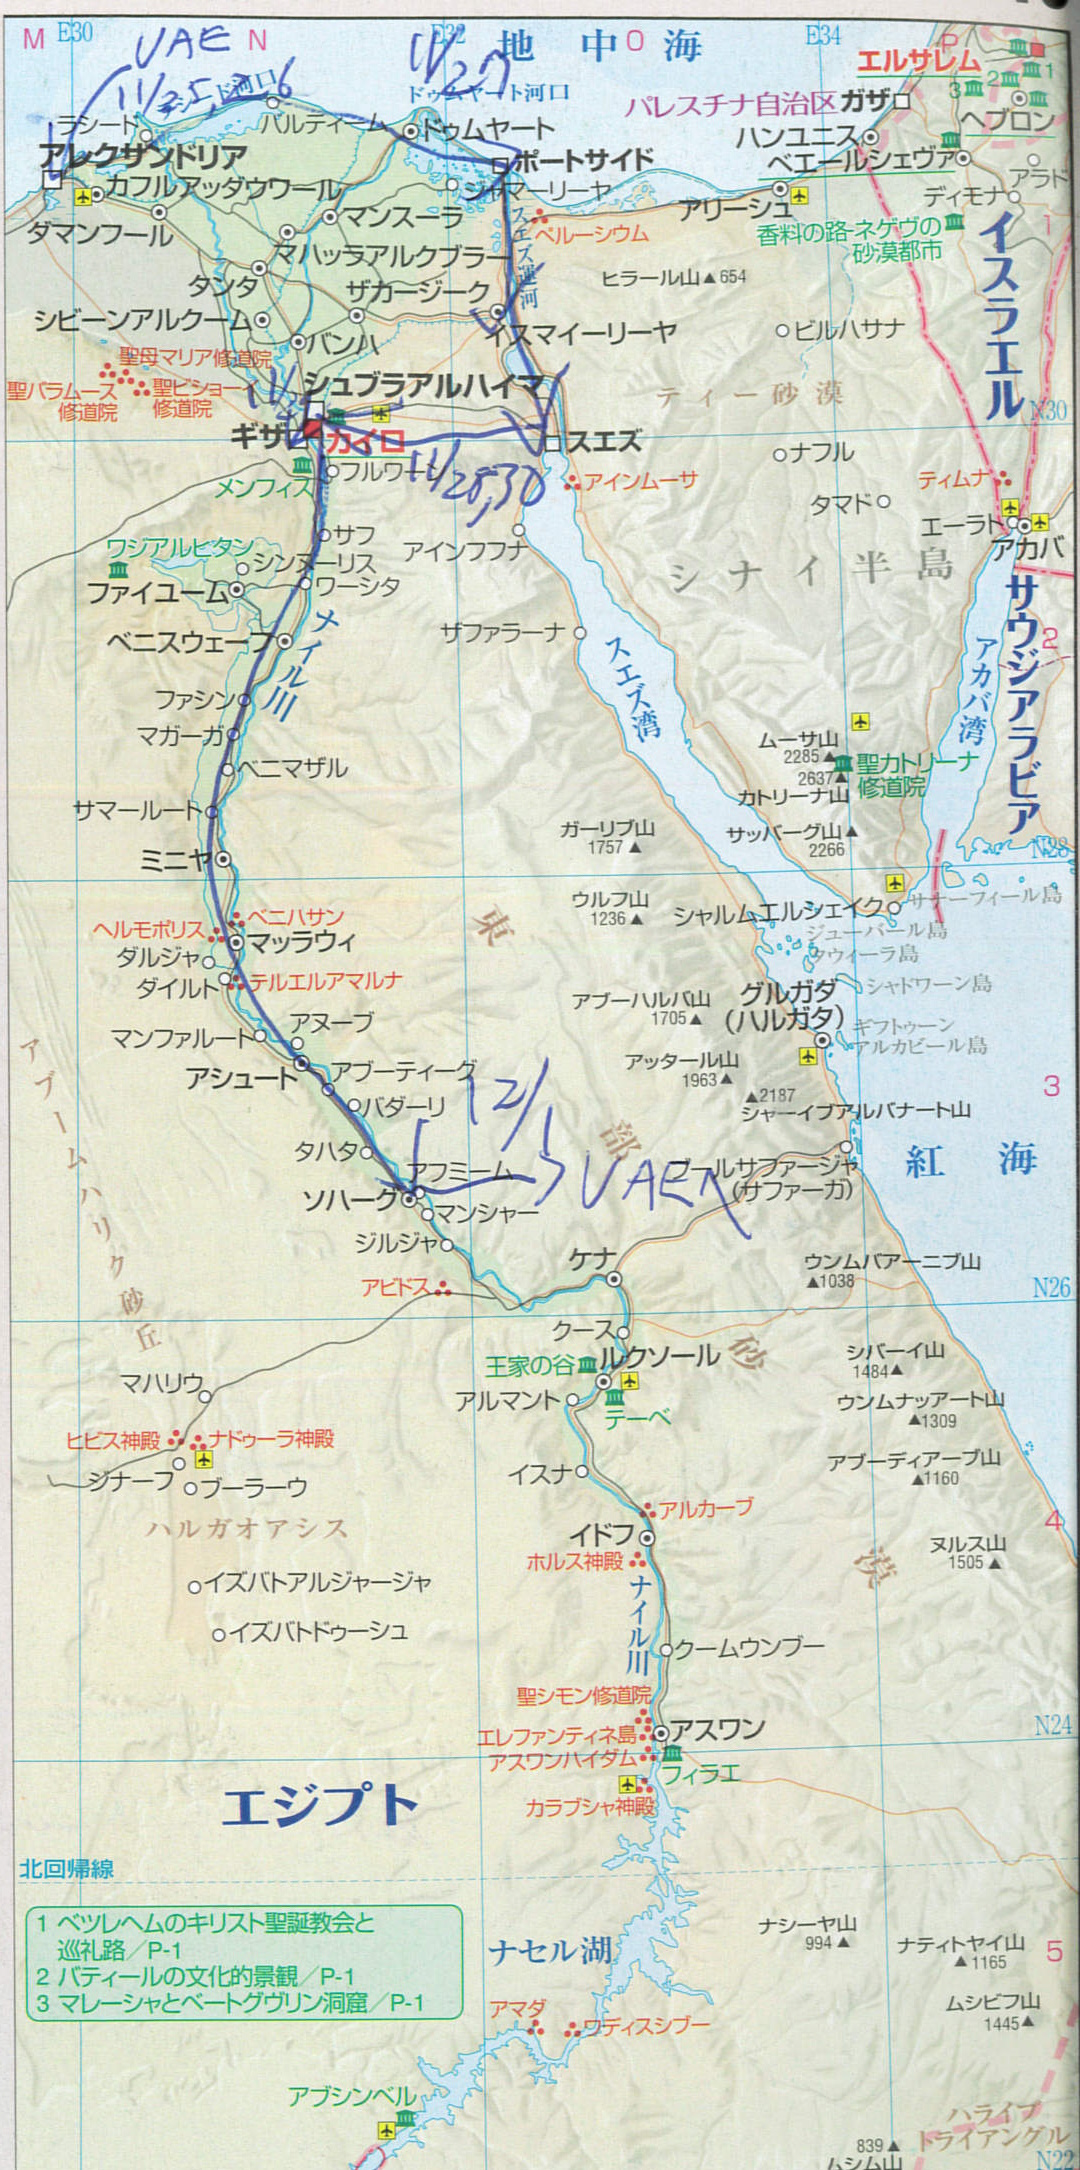 M
E30
UAE
N
E32
11/27
地中海
O
E34
P
11/25,26
ドゥムヤート河口
エルサレム
1
2
3
パレスチナ自治区
ガザ
ヘブロン
ラシード
バルティーム
ドゥムヤート
ハンユニス
アレクサンドリア
ポートサイド
ベエールシェヴァ
アラド
カフルアッダウワール
アリーシュ
ディモナ
マンスーラ
スエズ運河
ペルーシウム
香料の路-ネゲヴの
砂漠都市
1
ダマンフール
マハッラアルクブラー
イスラエル
タンタ
ザカージーク
ヒラール山▲654
シビーンアルクーム
イスマイーリーヤ
ビルハサナ
バンハ
聖母マリア修道院
聖パラムース
修道院
聖ビショーイ
修道院
シュブラアルハイマ
ティー砂漠
N30
ギザ
カイロ
スエズ
11/28,30
ナフル
メンフィス
フルワーン
アインムーサ
ティムナ
タマド
エーラト
アカバ
サフ
アインフフナ
ワジアルヒタン
シンヌーリス
シナイ半島
ファイユーム
ワーシタ
サウジアラビア
ベニスウェーフ
ザファラーナ
2
ナイル川
スエズ湾
アカバ湾
ファシン
マガーガ
ムーサ山
2285▲
2637▲
カトリーナ山
聖カトリーナ
修道院
ベニマザル
サマールート
ガーリブ山
1757▲
サッバーグ山▲
2266
ミニヤ
N28
ウルフ山
1236▲
シャルムエルシェイク
サナーフィール島
ヘルモポリス
ベニハサン
マッラウィ
ジューバール島
タウィーラ島
ダルジャ
ダイルト
テルエルアマルナ
シャドワーン島
グルガダ
(ハルガダ)
アブーハルバ山
1705▲
ギフトゥーン
アルカビール島
マンファルート
アヌーブ
アシュート
アッタール山
1963▲
アブーティーグ
▲2187
シャーイブアルバナート山
3
バダーリ
12/1
タハタ
アフミーム
UAEへ
ブールサファージャ
(サファーガ)
紅海
ソハーグ
マンシャー
アブームハリク砂丘
ジルジャ
ケナ
ウンムバアーニブ山
▲1038
アビドス
N26
クース
東部砂漠
王家の谷
ルクソール
シバーイ山
1484▲
マハリウ
アルマント
テーベ
ウンムナッアート山
▲1309
ヒビス神殿
ナドゥーラ神殿
ジナーフ
ブーラーウ
イスナ
アブーディアーブ山
▲1160
ハルガオアシス
アルカーブ
4
イドフ
ホルス神殿
ヌルス山
1505▲
イズバトアルジャージャ
ナイル川
イズバトドゥーシュ
クームウンブー
聖シモン修道院
エレファンティネ島
アスワン
N24
アスワンハイダム
フィラエ
カラブシャ神殿
エジプト
北回帰線
1 ベツレヘムのキリスト聖誕教会と
巡礼路／P-1
2 バティールの文化的景観／P-1
3 マレーシャとベートグヴリン洞窟／P-1
ナセル湖
ナシーヤ山
994▲
ナティトヤイ山
▲1165
5
アマダ
ワディスシブー
ムシビフ山
1445▲
アブシンベル
ハライブ
トライアングル
839▲
ムシム山
N22